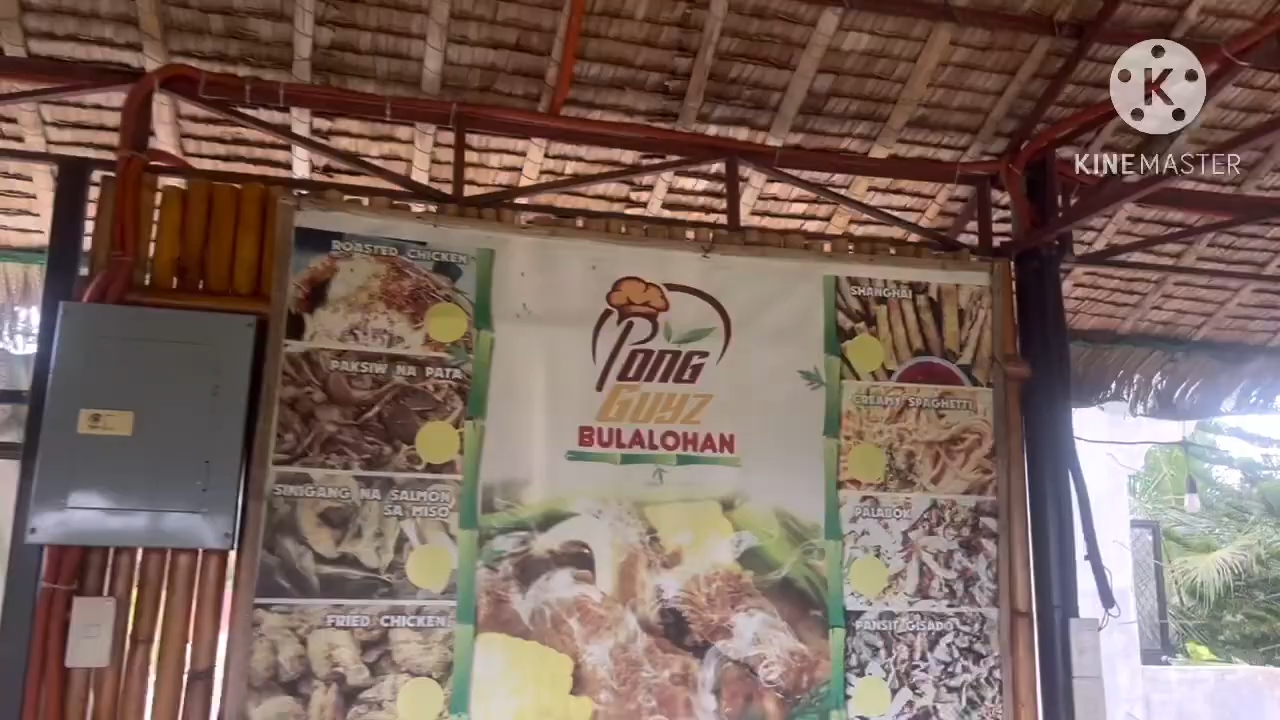 K
KINEMASTER
ROASTED CHICKEN
PAKSIW NA PATA
SINIGANG NA SALMON
SA MISO
FRIED CHICKEN
PONG
GUYZ
BULALOHAN
SHANGHAI
CREAMY SPAGHETTI
PALABOK
PANSIT GISADO